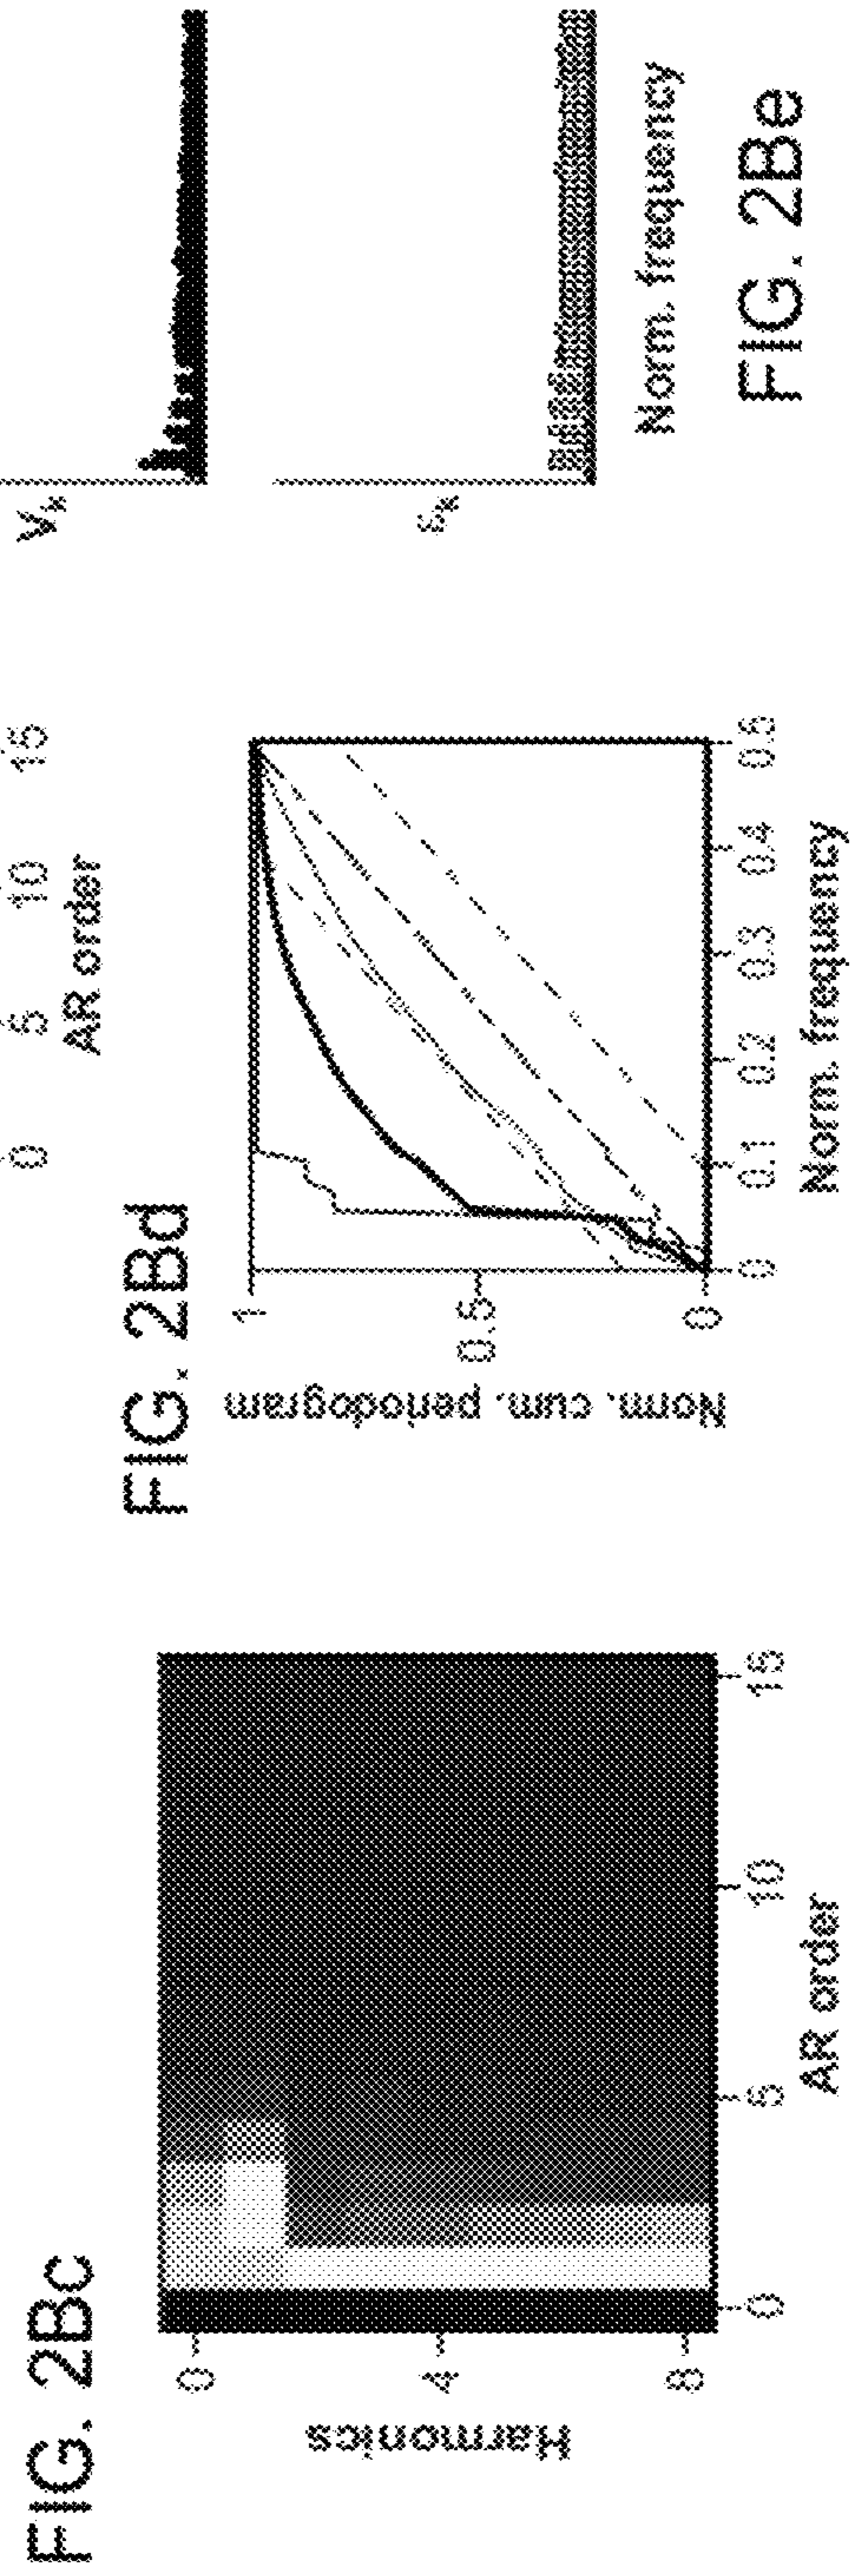 FIG. 2Bc
Harmonics
0
4
8
0
5
10
15
AR order
0
5
10
15
AR order
FIG. 2Bd
Norm. cum. periodogram
1
0.5
0
0
0.1
0.2
0.3
0.4
0.5
Norm. frequency
Vk
εk
Norm. frequency
FIG. 2Be